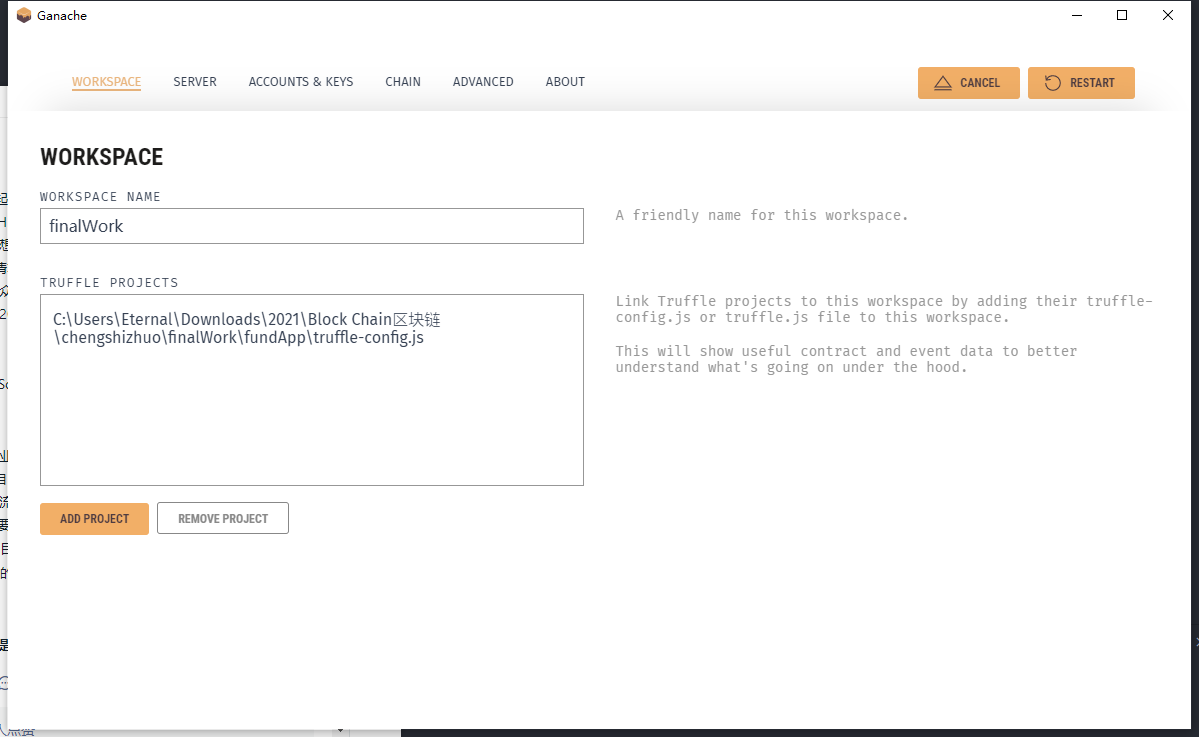 Ganache
WORKSPACE SERVER ACCOUNTS & KEYS CHAIN ADVANCED ABOUT CANCEL RESTART
WORKSPACE
WORKSPACE NAME
finalWork
A friendly name for this workspace.
TRUFFLE PROJECTS
C:\Users\Eternal\Downloads\2021\Block Chain区块链
\chengshizhuo\finalWork\fundApp\truffle-config.js
Link Truffle projects to this workspace by adding their truffle-
config.js or truffle.js file to this workspace.
This will show useful contract and event data to better
understand what's going on under the hood.
ADD PROJECT REMOVE PROJECT